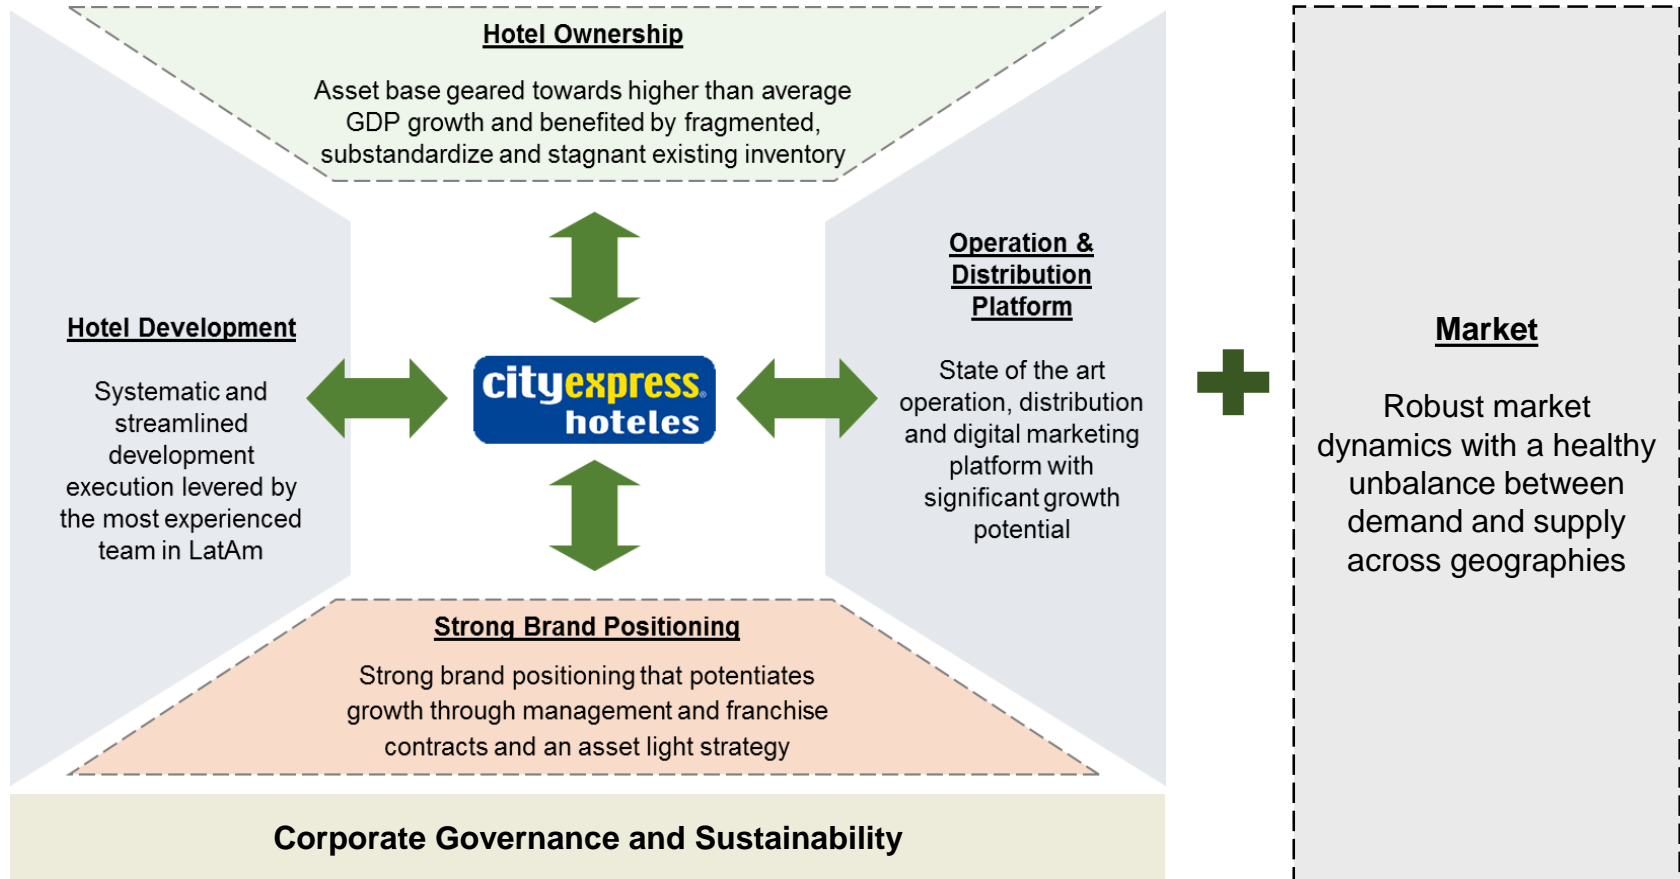 Hotel Ownership
Asset base geared towards higher than average
GDP growth and benefited by fragmented,
substandardize and stagnant existing inventory
Hotel Development
Systematic and
streamlined
development
execution levered by
the most experienced
team in LatAm
cityexpress®
hoteles
Operation &
Distribution
Platform
State of the art
operation, distribution
and digital marketing
platform with
significant growth
potential
Strong Brand Positioning
Strong brand positioning that potentiates
growth through management and franchise
contracts and an asset light strategy
Corporate Governance and Sustainability
Market
Robust market
dynamics with a healthy
unbalance between
demand and supply
across geographies